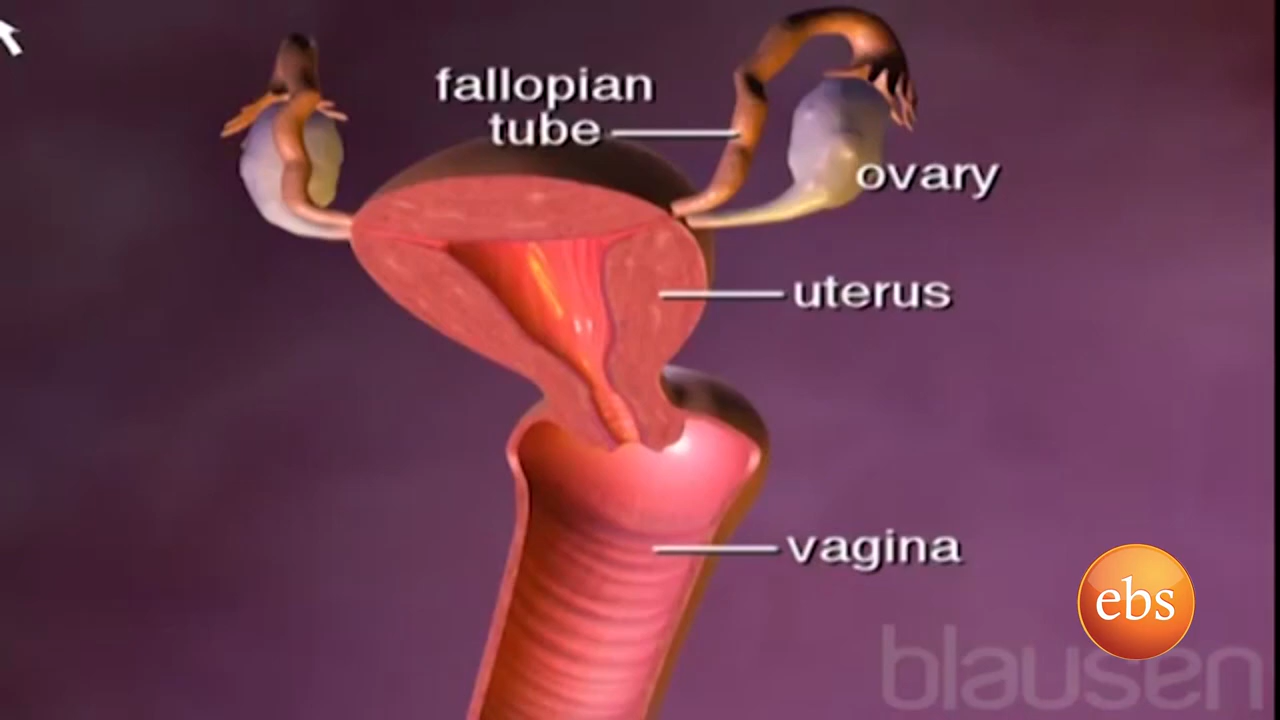 fallopian
tube
ovary
uterus
vagina
ebs
blausen